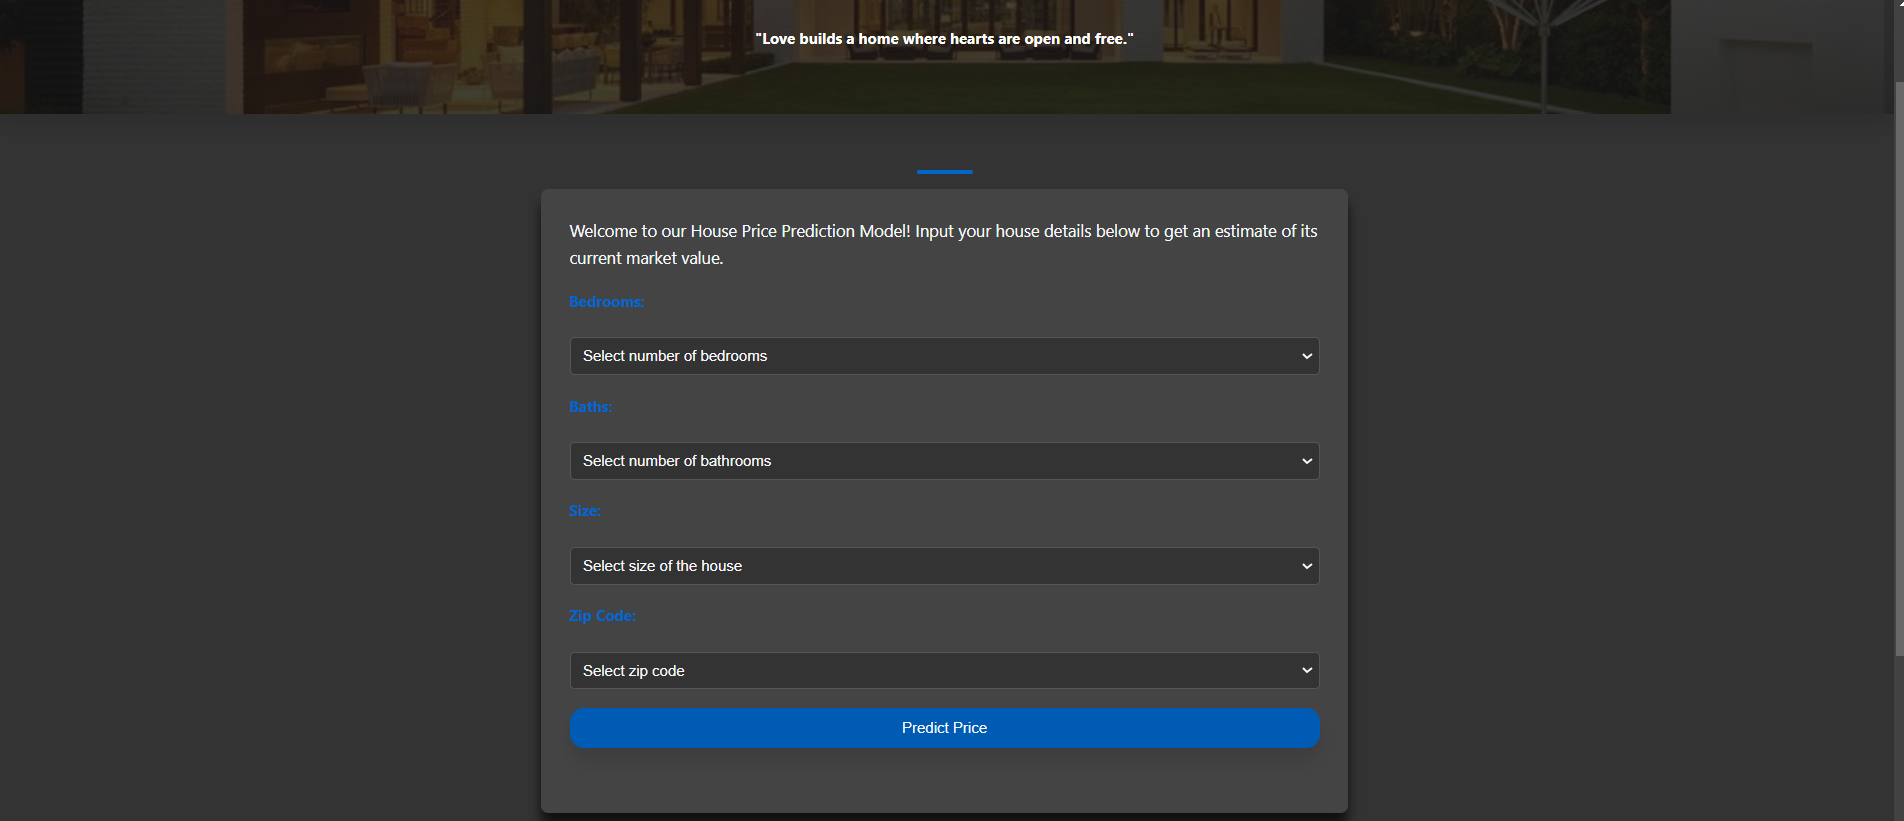 "Love builds a home where hearts are open and free."
Welcome to our House Price Prediction Model! Input your house details below to get an estimate of its
current market value.
Bedrooms:
Select number of bedrooms
Baths:
Select number of bathrooms
Size:
Select size of the house
Zip Code:
Select zip code
Predict Price